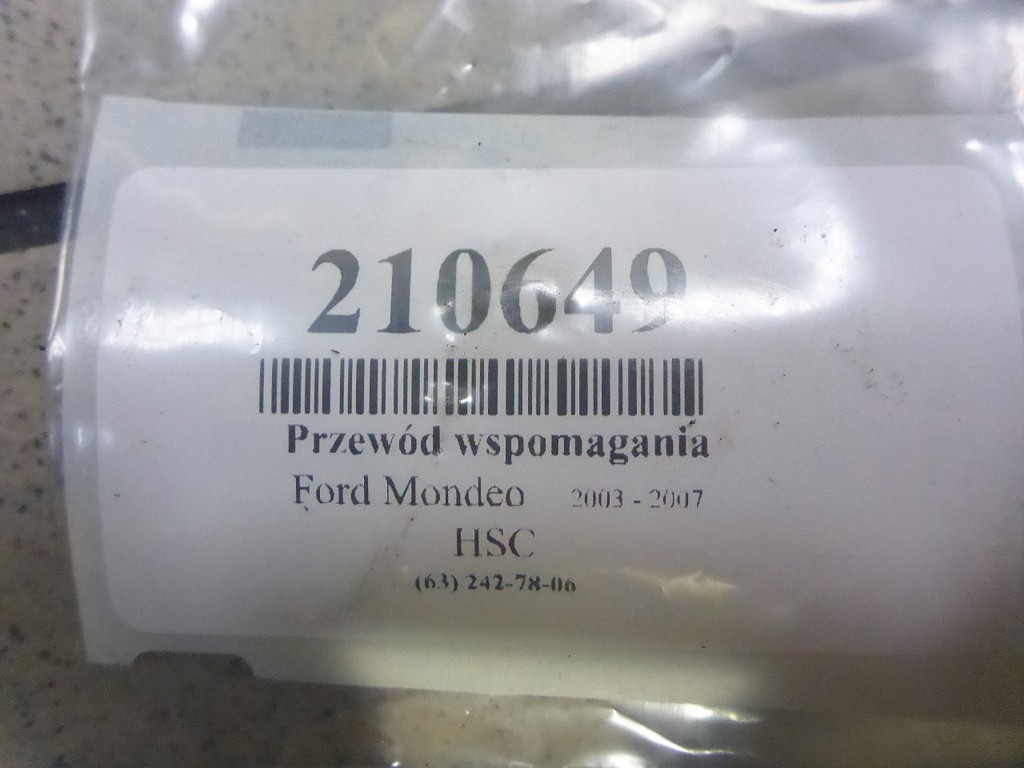 210649
Przewód wspomagania
Ford Mondeo 2003 - 2007
HSC
(63) 242-78-06